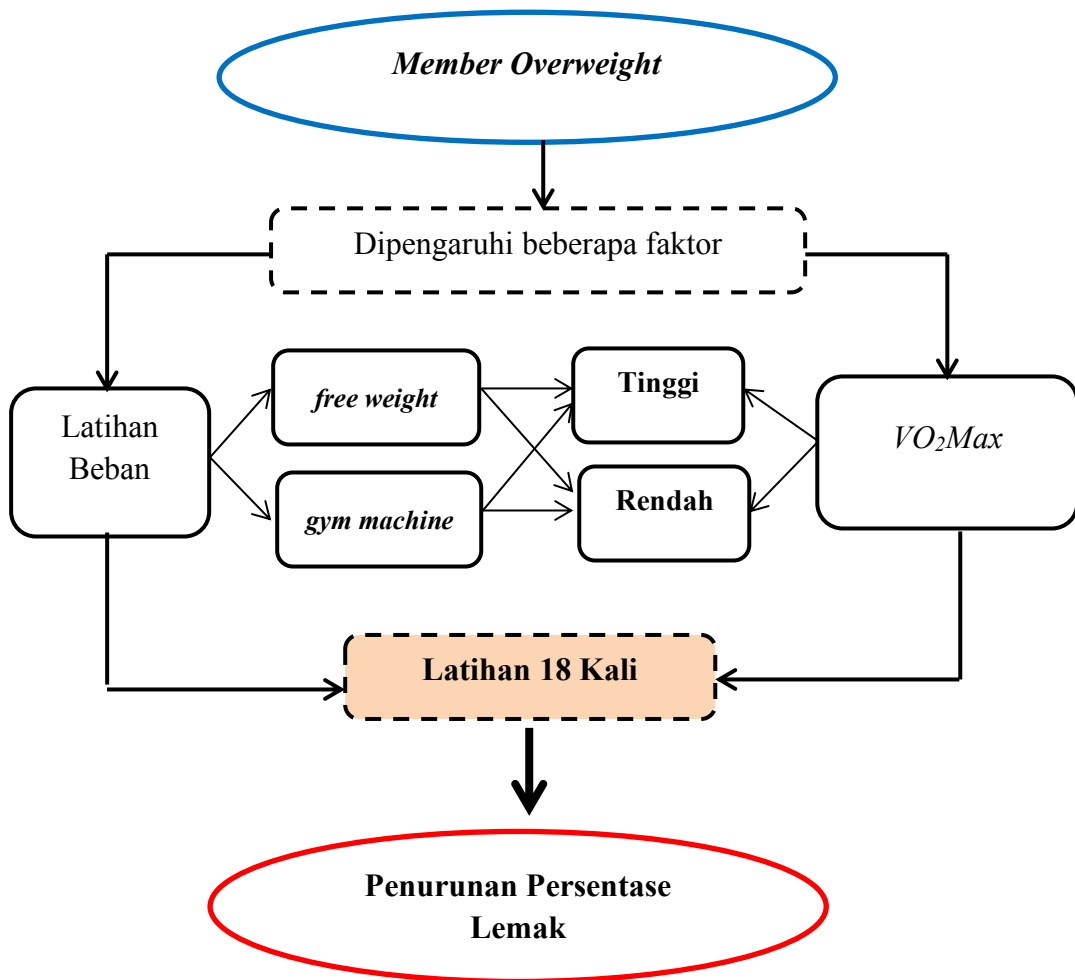 Member Overweight
Dipengaruhi beberapa faktor
Latihan
Beban
free weight
gym machine
Tinggi
Rendah
VO₂Max
Latihan 18 Kali
Penurunan Persentase
Lemak